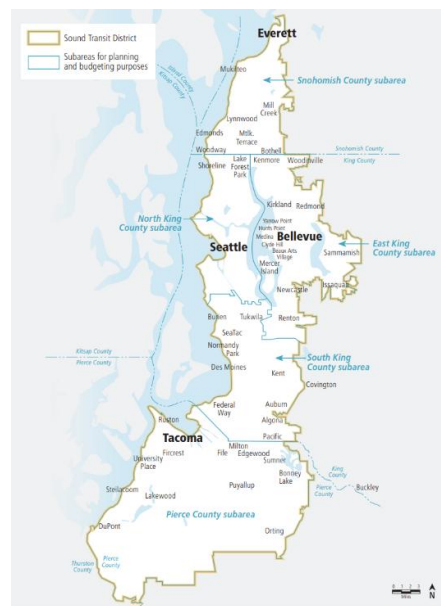 Sound Transit District
Subareas for planning
and budgeting purposes
Everett
Mukilteo
Snohomish County subarea
Island County
Kitsap County
Mill
Creek
Lynnwood
Edmonds
Mtlk.
Terrace
Woodway
Bothell
Snohomish County
King County
Shoreline
Lake
Forest
Park
Kenmore
Woodinville
Kirkland
Redmond
North King
County subarea
Yarrow Point
Hunts Point
Medina
Clyde Hill
Beaux Arts
Village
Bellevue
East King
County subarea
Seattle
Sammamish
Mercer
Island
Newcastle
Issaquah
Burien
Tukwila
Renton
SeaTac
Normandy
Park
Kitsap County
Pierce County
South King
County subarea
Des Moines
Kent
Covington
Federal
Way
Auburn
Ruston
Algona
Pacific
Tacoma
Milton
Fircrest
Fife
Edgewood
University
Place
Sumner
King
County
Pierce
County
Bonney
Lake
Buckley
Steilacoom
Lakewood
Puyallup
Pierce County subarea
DuPont
Orting
Thurston
County
Pierce
County
Miles
N